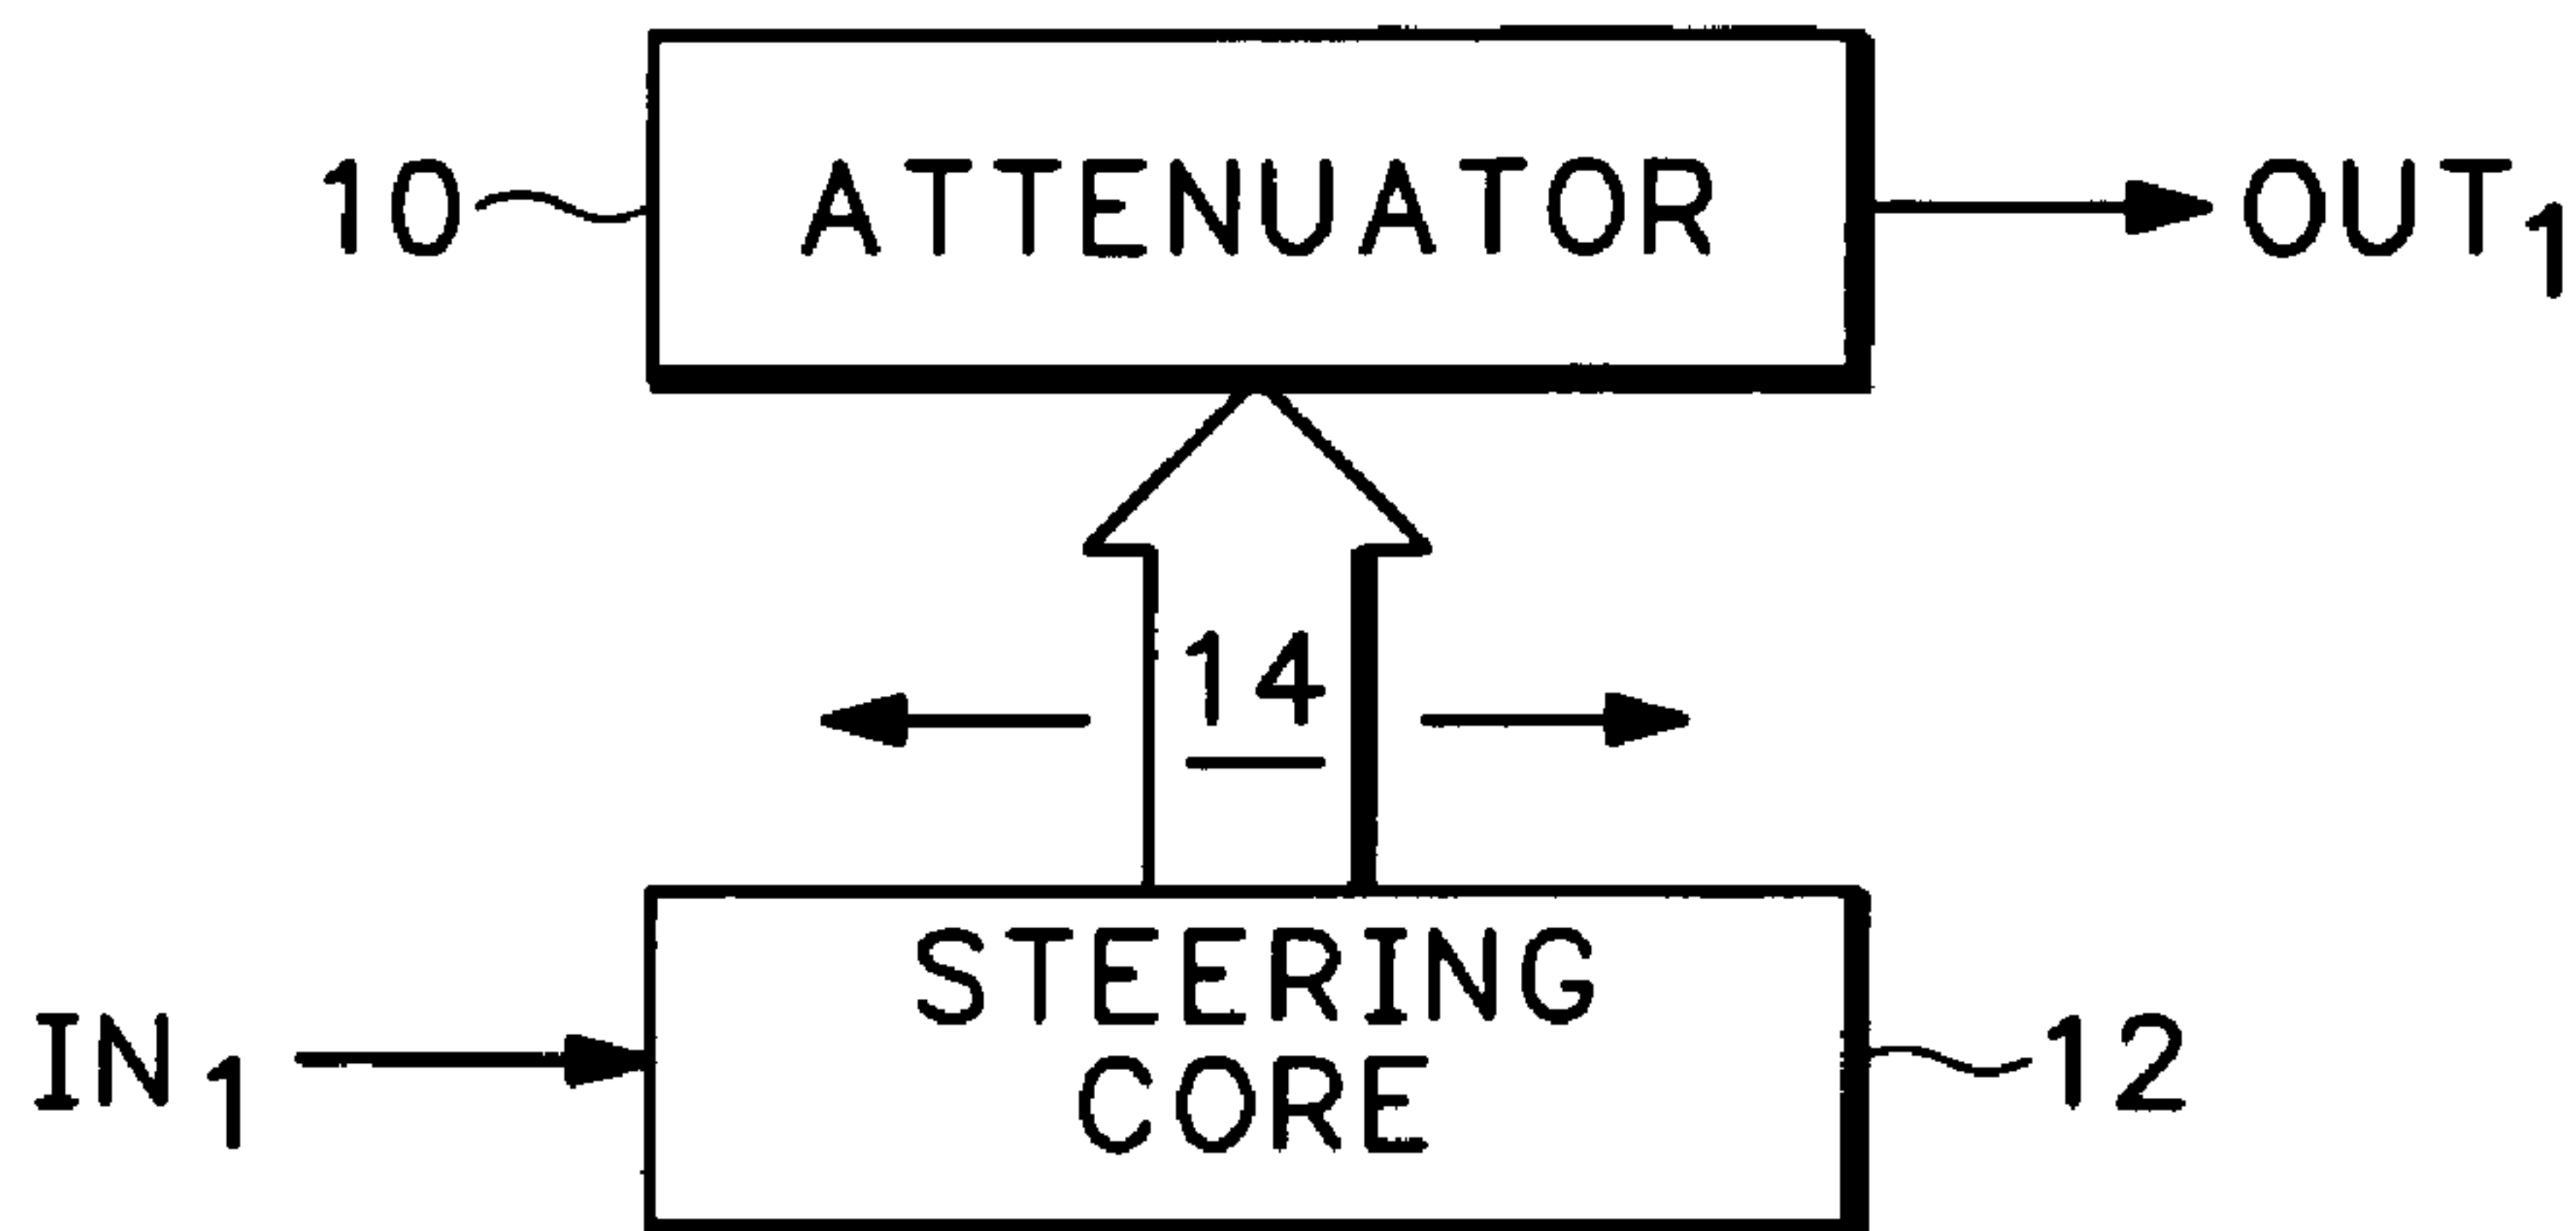 10
ATTENUATOR
OUT₁
14
IN₁
STEERING
CORE
12